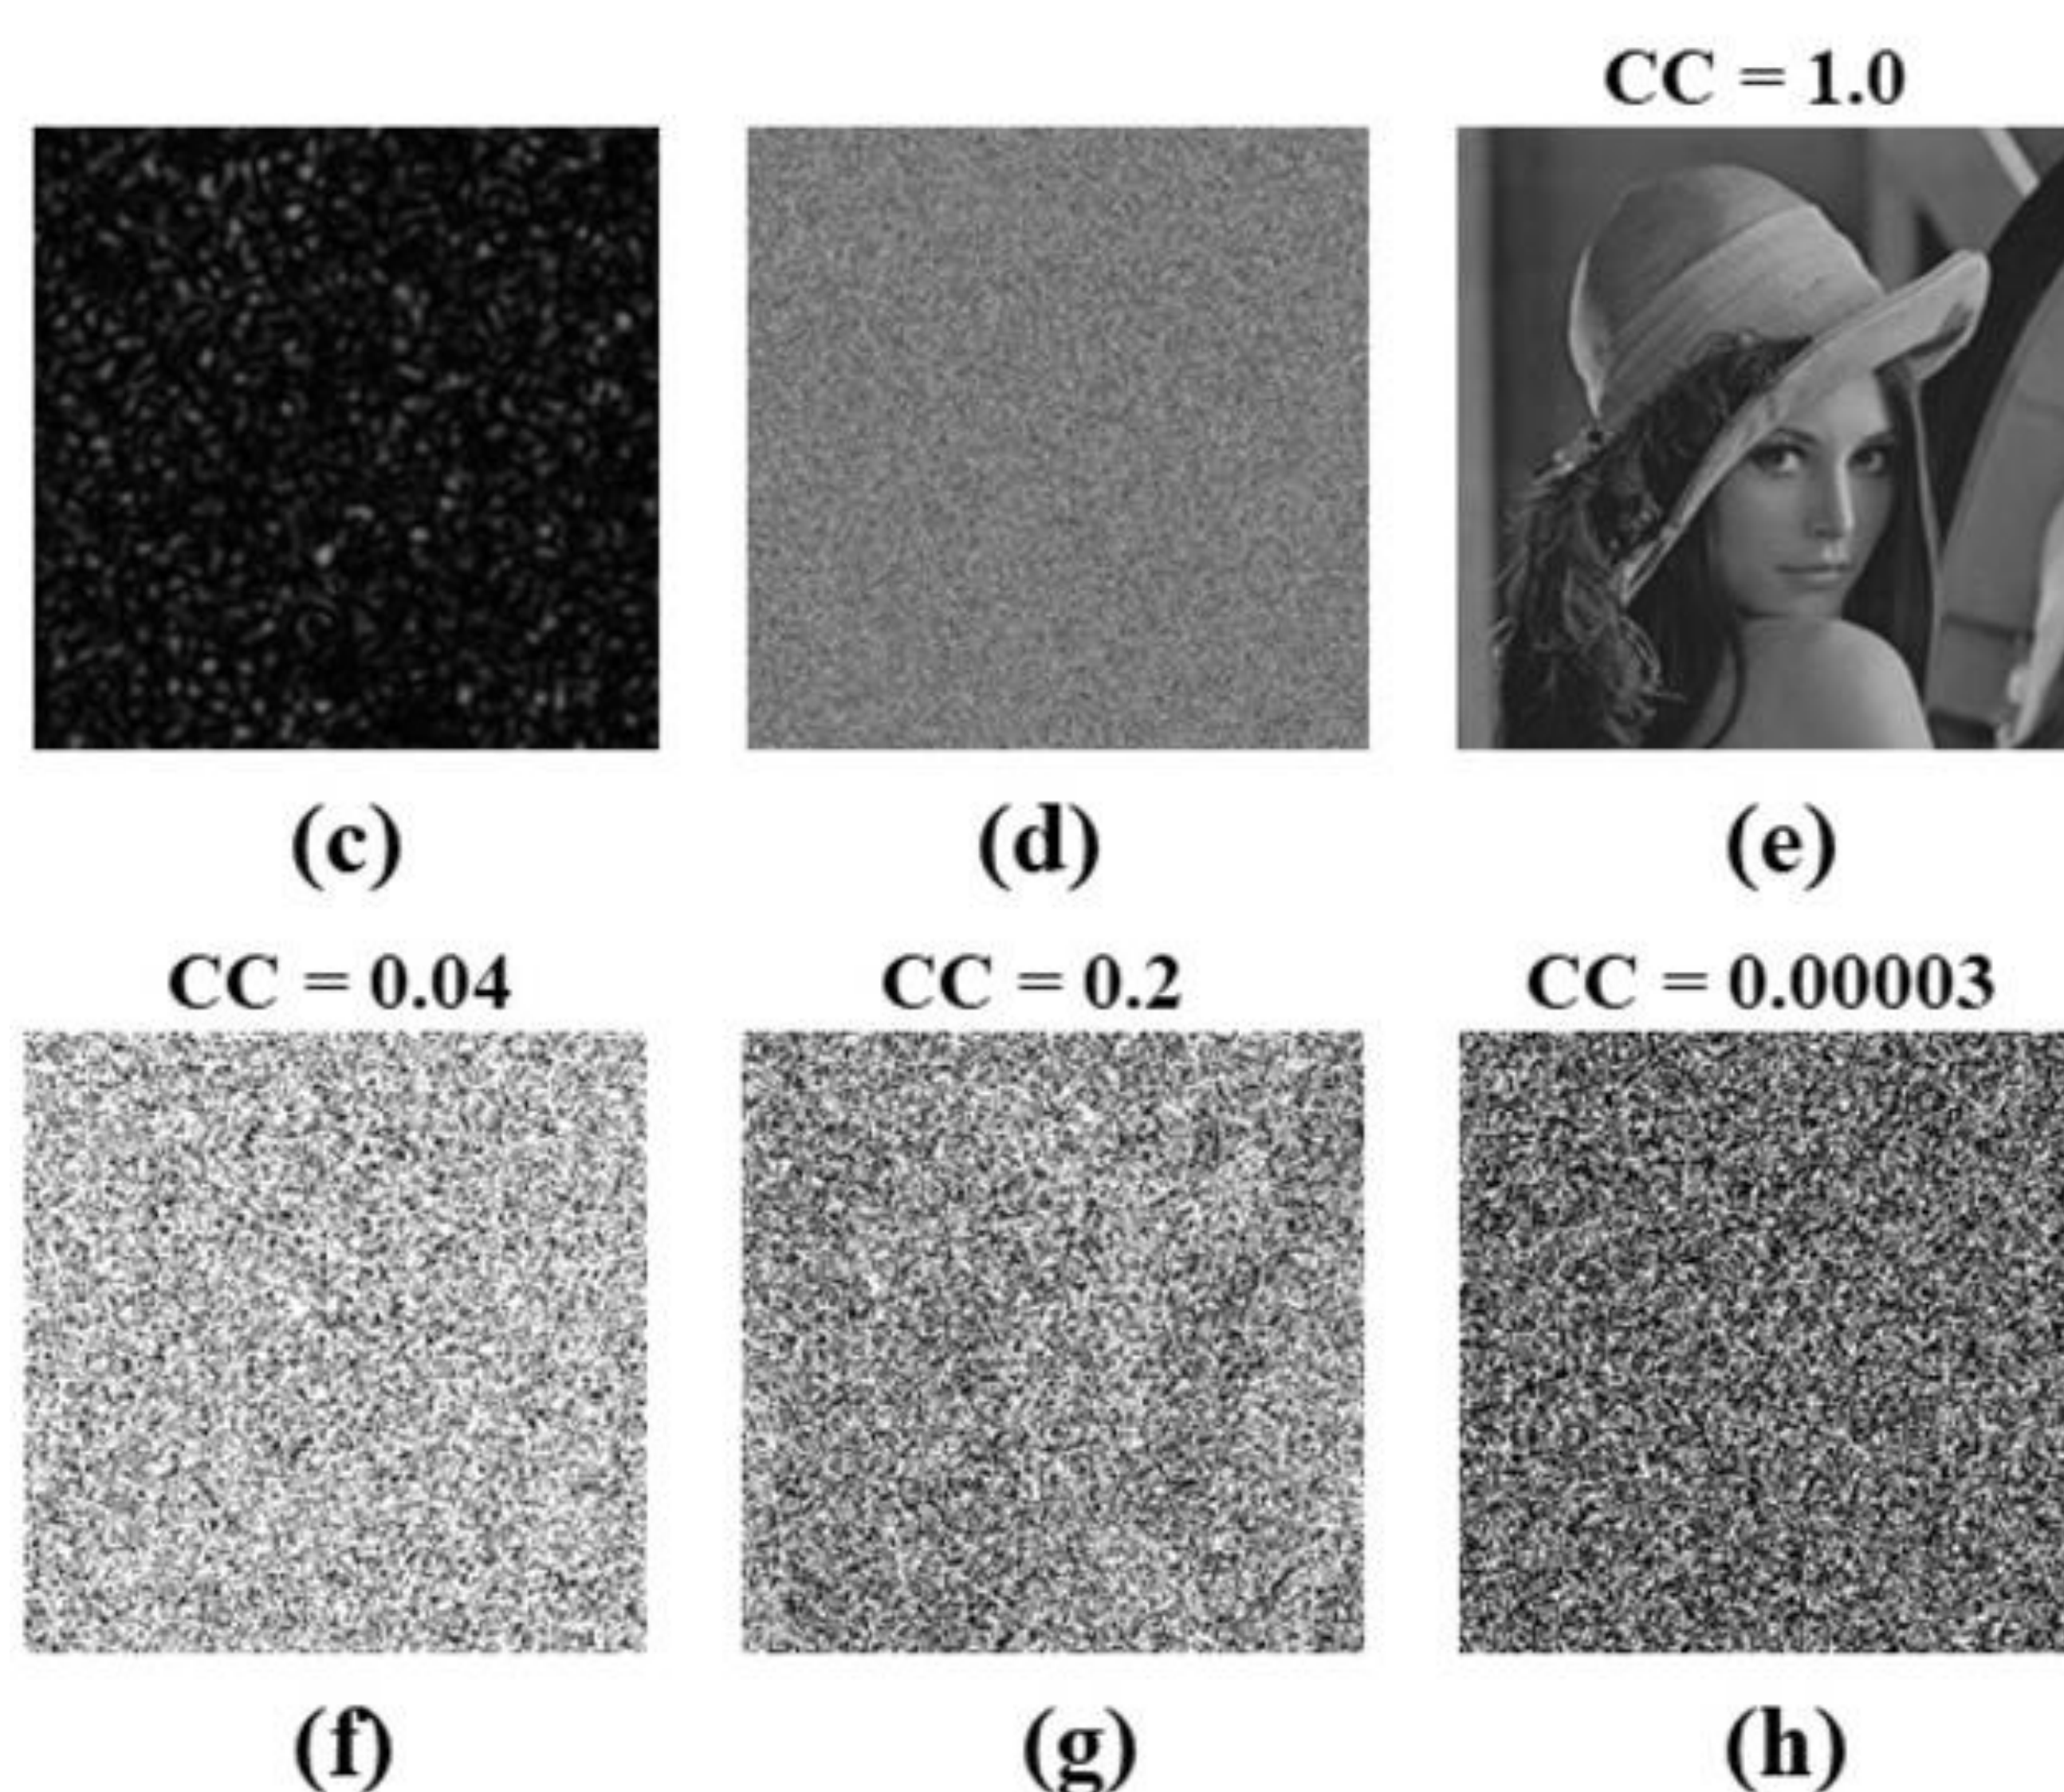 CC = 1.0
(c) (d) (e)
CC = 0.04 CC = 0.2 CC = 0.00003
(f) (g) (h)